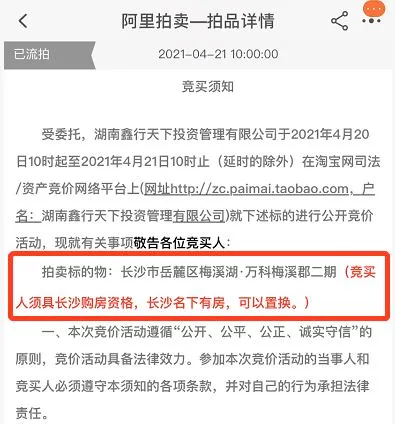 阿里拍卖—拍品详情
已流拍
2021-04-21 10:00:00
竞买须知
受委托，湖南鑫行天下投资管理有限公司于2021年4月20
日10时起至2021年4月21日10时止（延时的除外）在淘宝网司法
/资产竞价网络平台上(网址http://zc.paimai.taobao.com，户
名：湖南鑫行天下投资管理有限公司)就下述标的进行公开竞价
活动，现就有关事项敬告各位竞买人：
拍卖标的物：长沙市岳麓区梅溪湖·万科梅溪郡二期（竞买
人须具长沙购房资格，长沙名下有房，可以置换。）
一、本次竞价活动遵循“公开、公平、公正、诚实守信”的
原则，竞价活动具备法律效力。参加本次竞价活动的当事人和
竞买人必须遵守本须知的各项条款，并对自己的行为承担法律
责任。